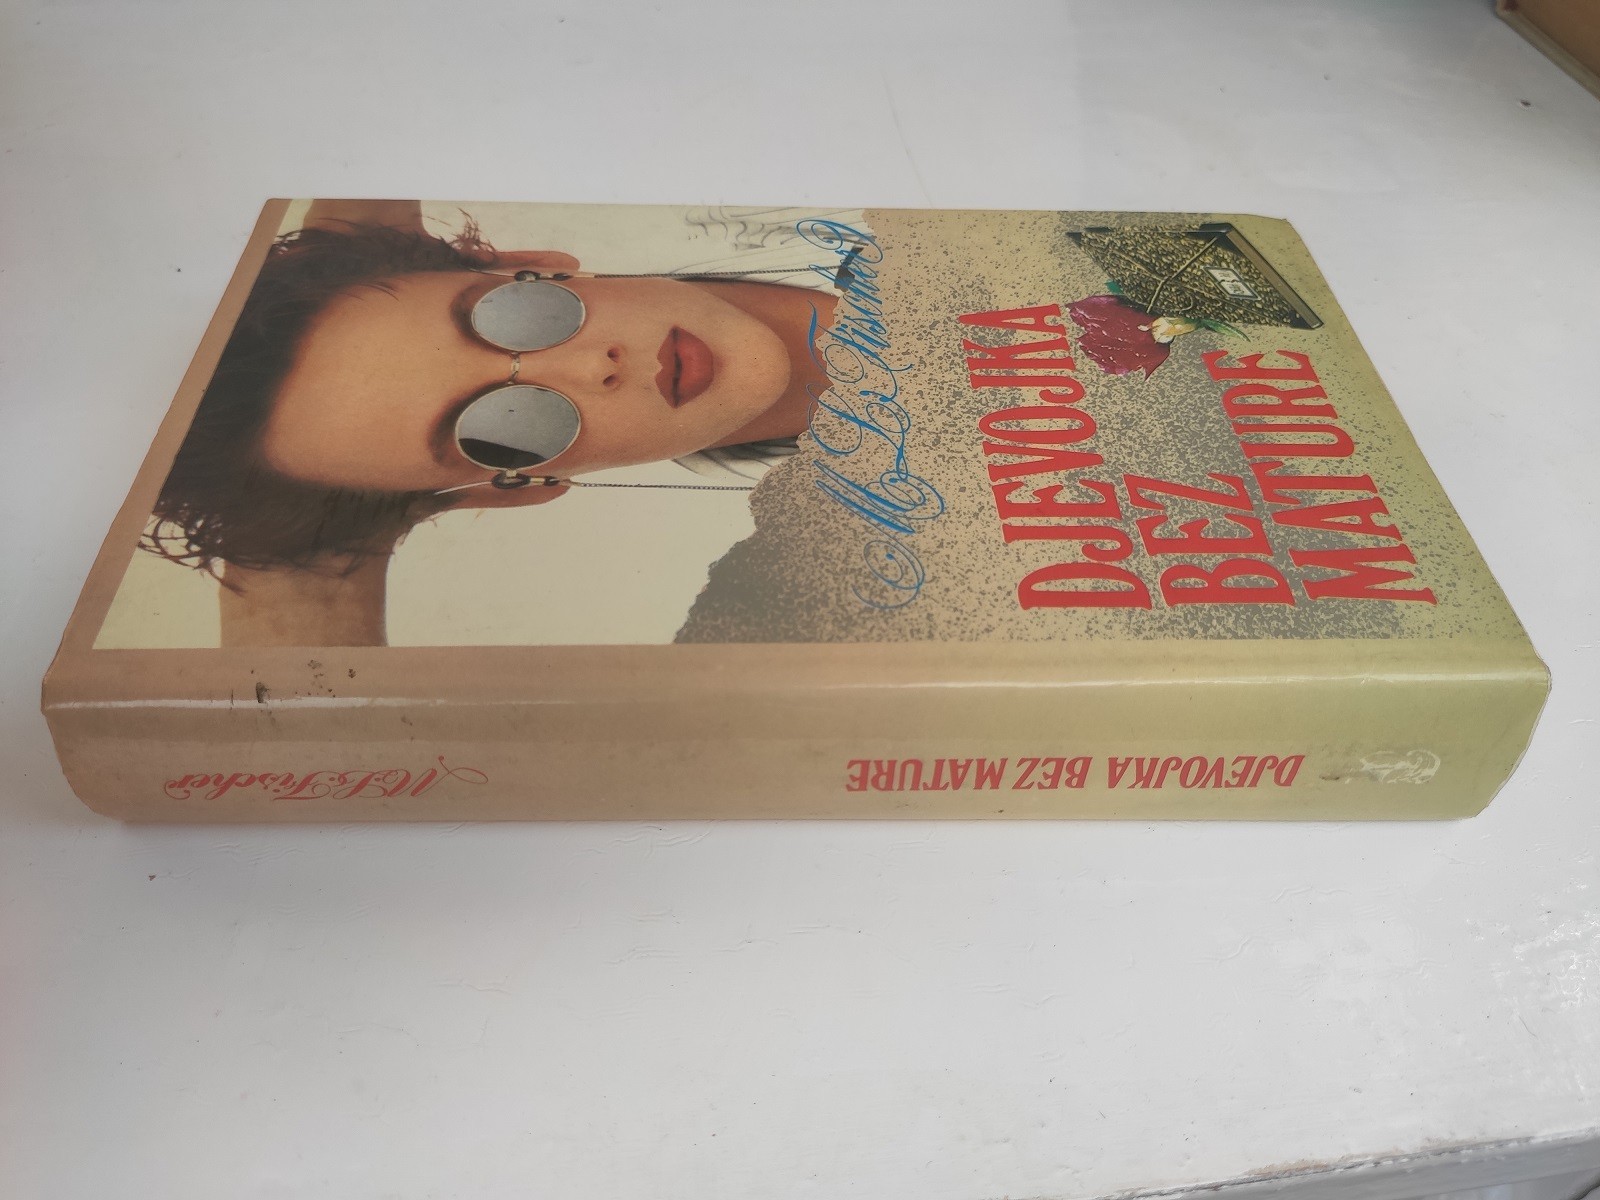 M. L. Fischer
DJEVOJKA
BEZ
MATURE
M. L. Fischer
DJEVOJKA BEZ MATURE